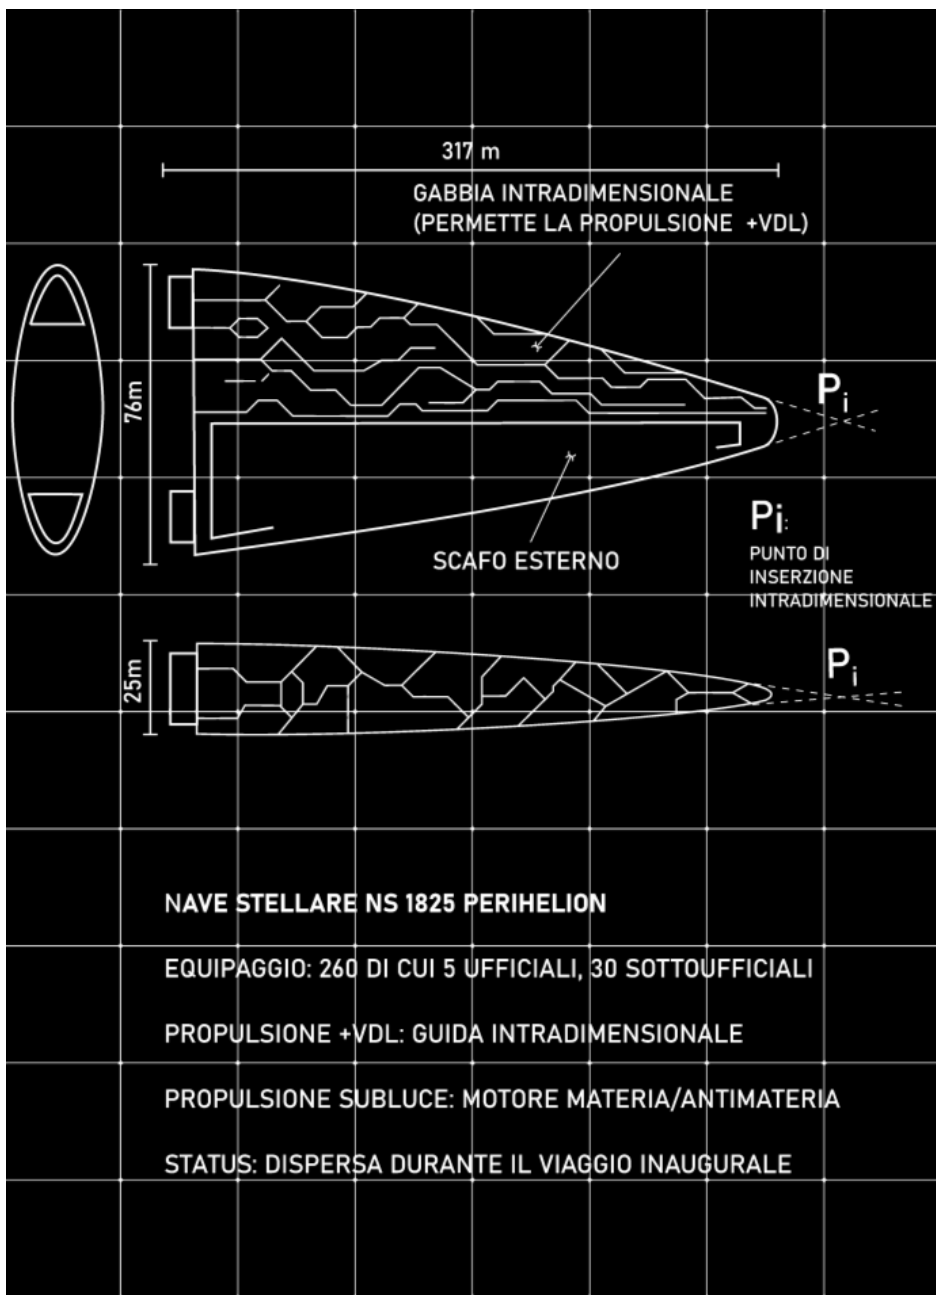 317 m
GABBIA INTRADIMENSIONALE
(PERMETTE LA PROPULSIONE +VDL)
76m
Pi
SCAFO ESTERNO
Pi:
PUNTO DI
INSERZIONE
INTRADIMENSIONALE
25m
Pi
NAVE STELLARE NS 1825 PERIHELION
EQUIPAGGIO: 260 DI CUI 5 UFFICIALI, 30 SOTTOUFFICIALI
PROPULSIONE +VDL: GUIDA INTRADIMENSIONALE
PROPULSIONE SUBLUCE: MOTORE MATERIA/ANTIMATERIA
STATUS: DISPERSA DURANTE IL VIAGGIO INAUGURALE